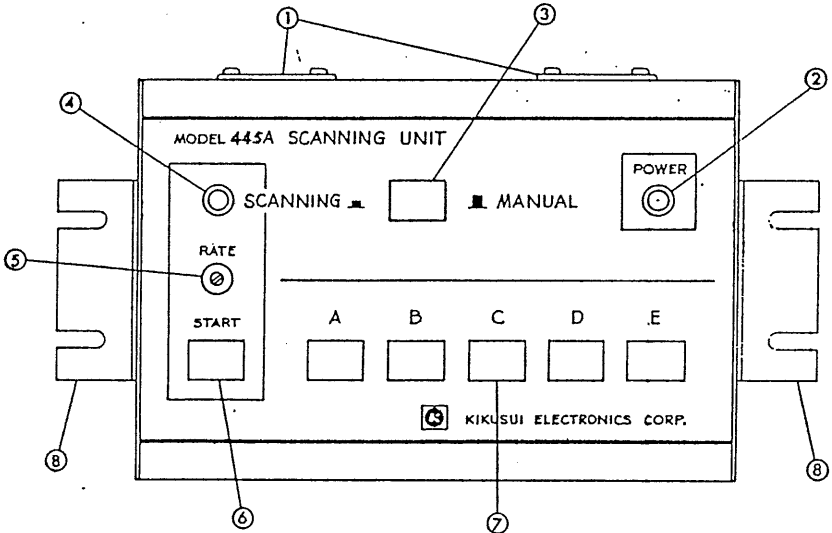 ① ③
④ ②
MODEL 445A SCANNING UNIT
POWER
SCANNING MANUAL
⑤ RATE
START A B C D E
KIKUSUI ELECTRONICS CORP.
⑧ ⑧
⑥ ⑦